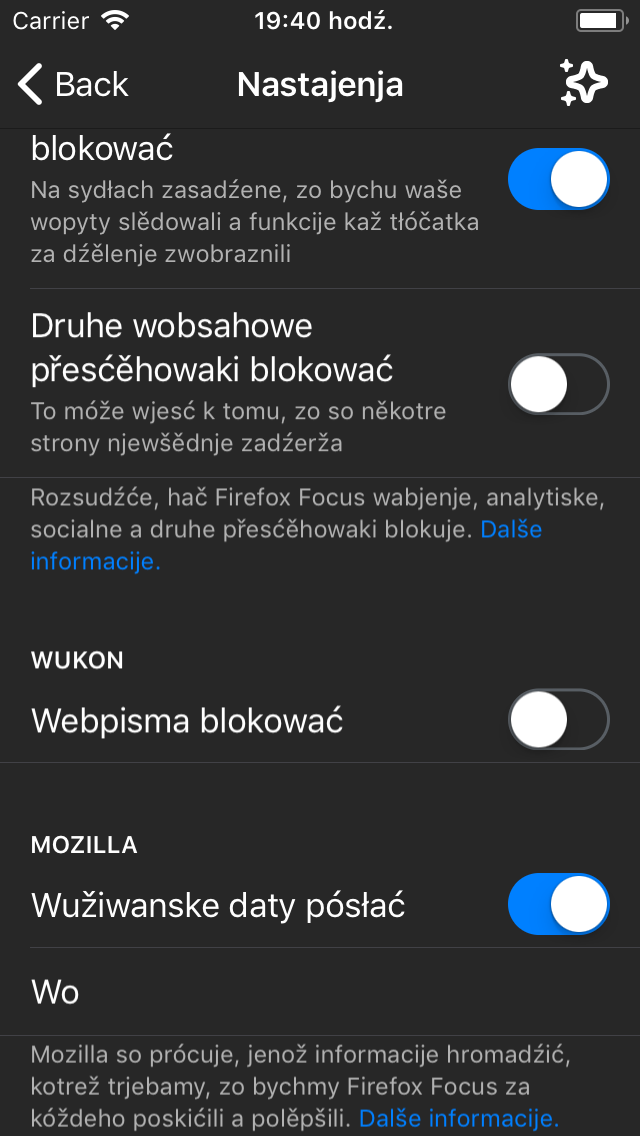 Carrier 19:40 hodź.
Back Nastajenja
blokować
Na sydłach zasadźene, zo bychu waše
wopyty slědowali a funkcije kaž tłóčatka
za dźělenje zwobraznili
Druhe wobsahowe
přesćěhowaki blokować
To móže wjesć k tomu, zo so někotre
strony njewšědnje zadźerža
Rozsudźće, hač Firefox Focus wabjenje, analytiske,
socialne a druhe přesćěhowaki blokuje. Dalše
informacije.
WUKON
Webpisma blokować
MOZILLA
Wužiwanske daty pósłać
Wo
Mozilla so prócuje, jenož informacije hromadźić,
kotrež trjebamy, zo bychmy Firefox Focus za
kóždeho poskićili a polěpšili. Dalše informacije.